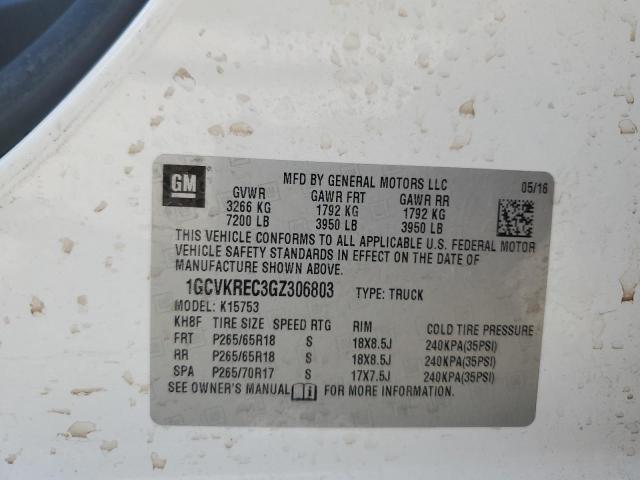 GM
MFD BY GENERAL MOTORS LLC
05/16
GVWR GAWR FRT GAWR RR
3266 KG 1792 KG 1792 KG
7200 LB 3950 LB 3950 LB
THIS VEHICLE CONFORMS TO ALL APPLICABLE U.S. FEDERAL MOTOR
VEHICLE SAFETY STANDARDS IN EFFECT ON THE DATE OF
MANUFACTURE SHOWN ABOVE.
1GCVKREC3GZ306803 TYPE: TRUCK
MODEL: K15753
KH8F TIRE SIZE SPEED RTG RIM COLD TIRE PRESSURE
FRT P265/65R18 S 18X8.5J 240KPA(35PSI)
RR P265/65R18 S 18X8.5J 240KPA(35PSI)
SPA P265/70R17 S 17X7.5J 240KPA(35PSI)
SEE OWNER'S MANUAL FOR MORE INFORMATION.